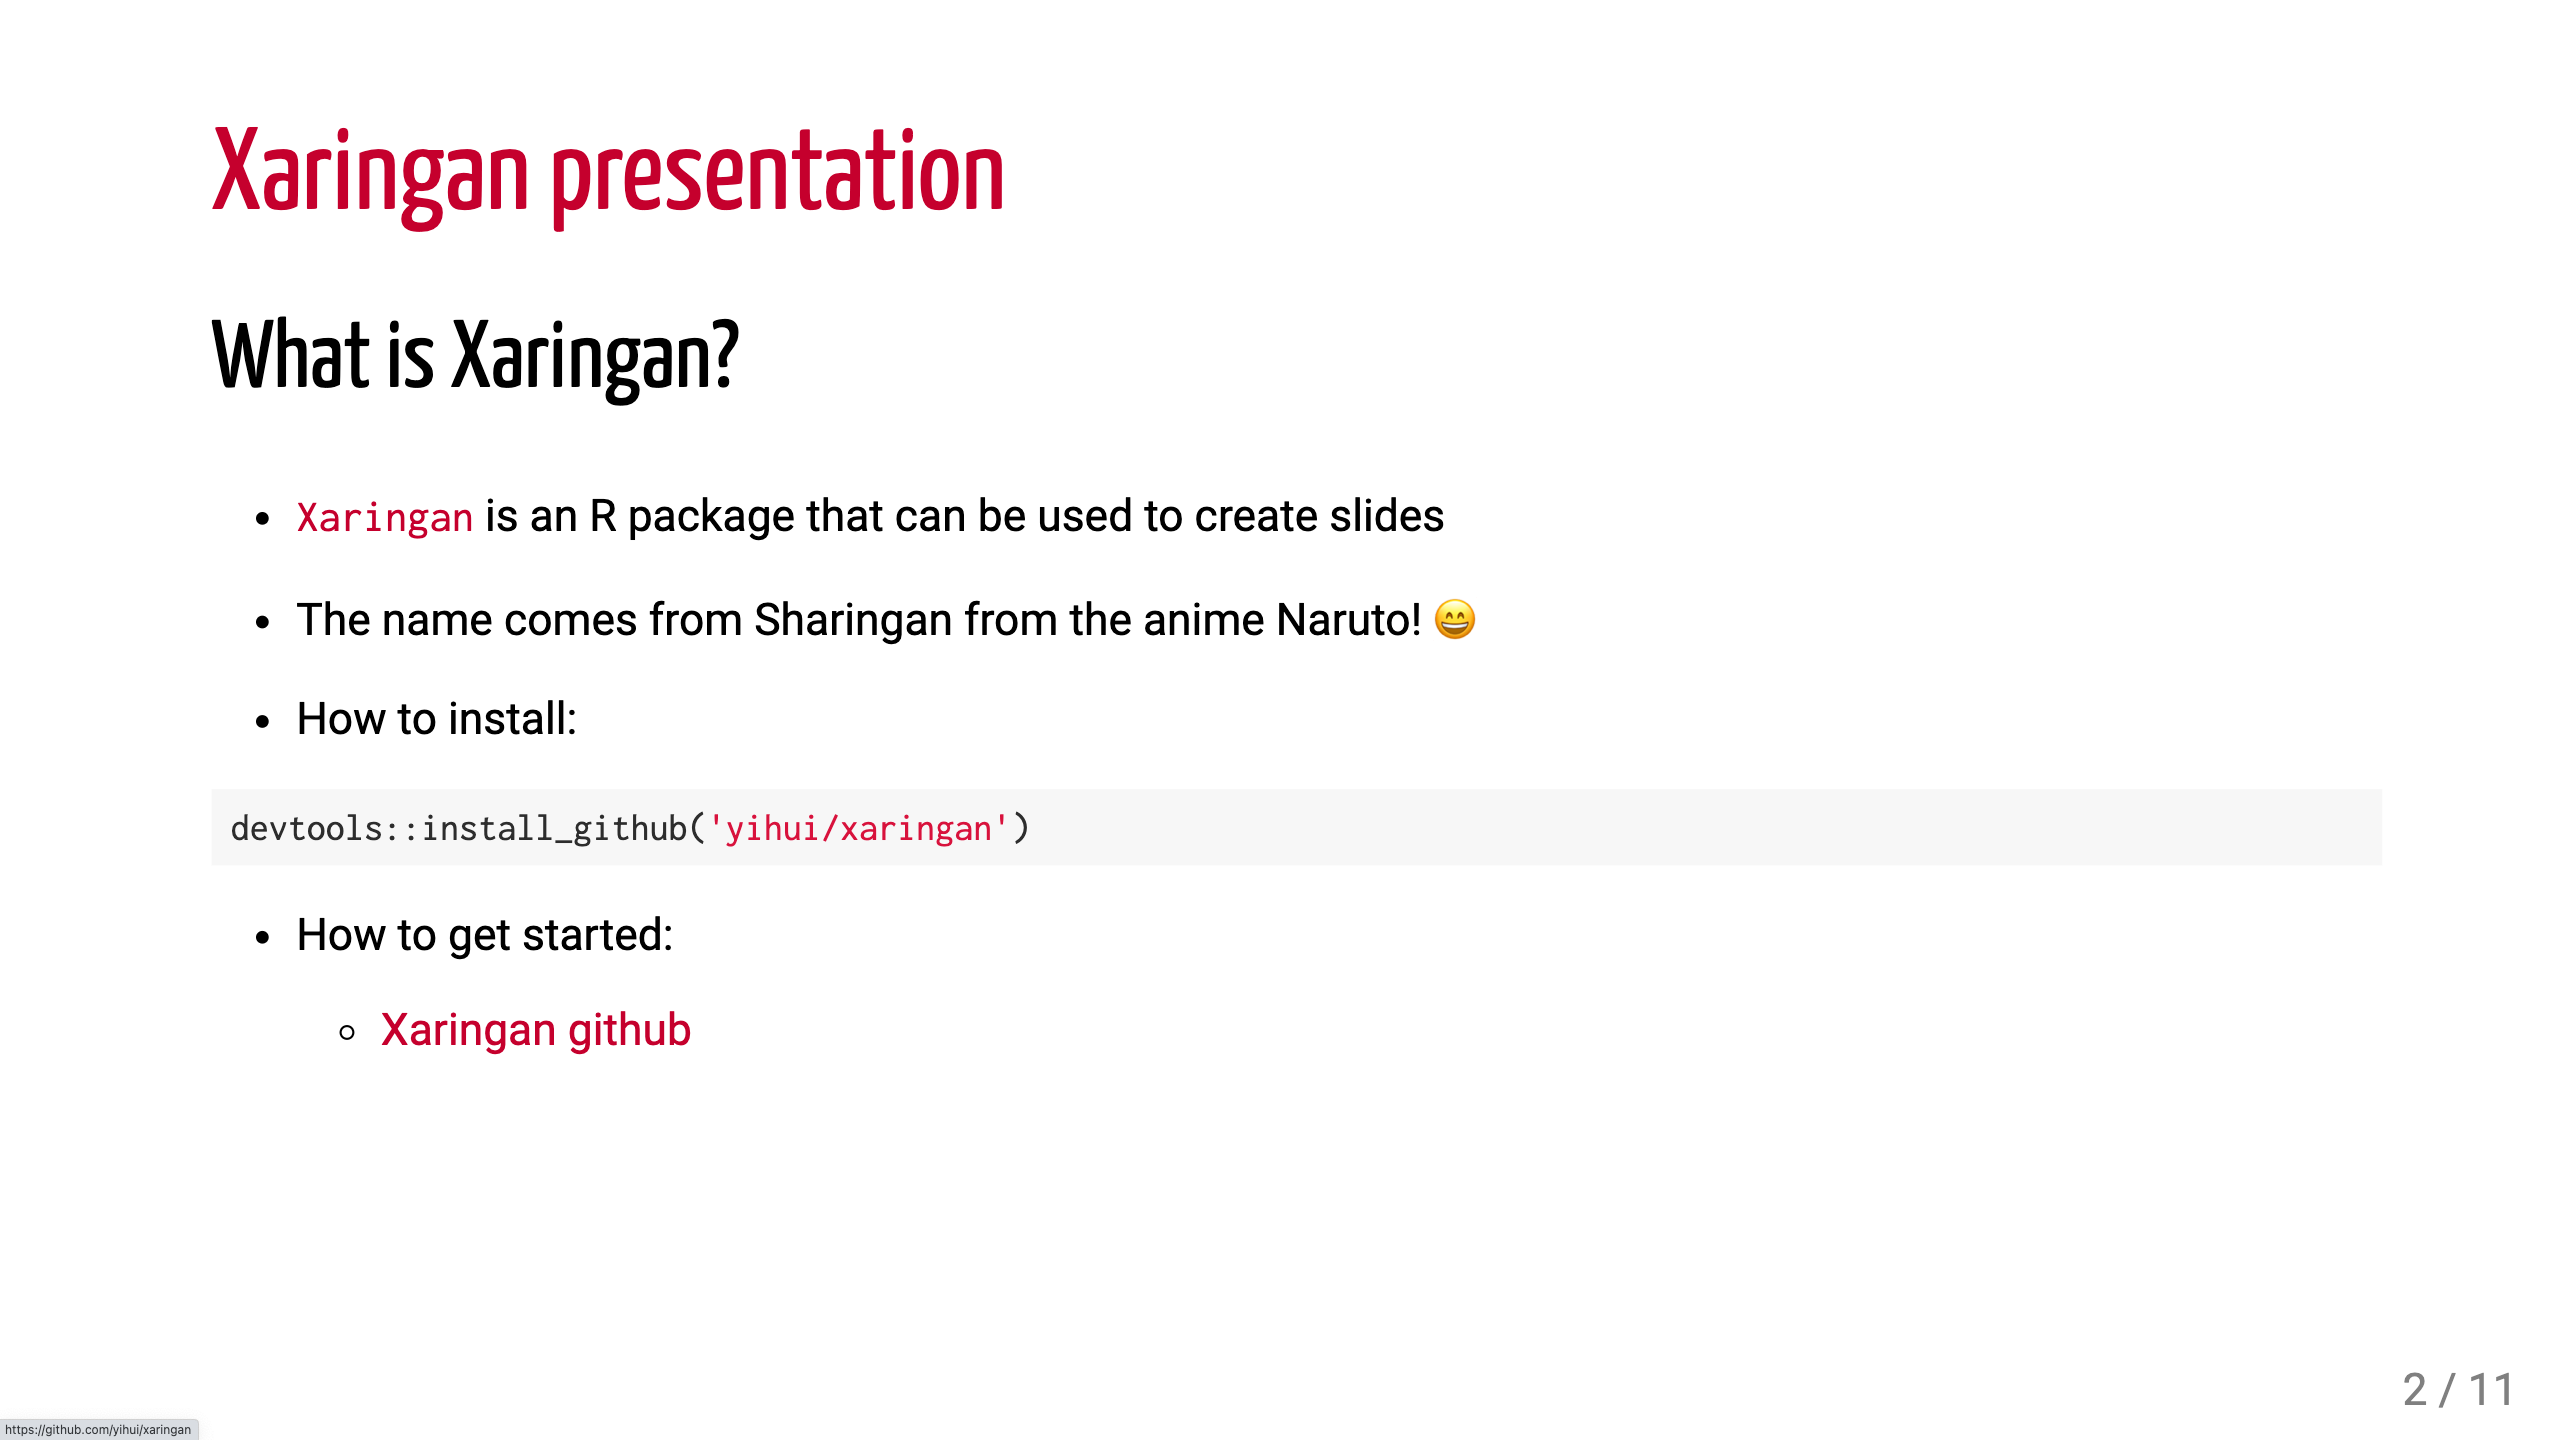 Xaringan presentation
What is Xaringan?
Xaringan is an R package that can be used to create slides
The name comes from Sharingan from the anime Naruto! 😄
How to install:
devtools::install_github('yihui/xaringan')
How to get started:
Xaringan github
2 / 11
https://github.com/yihui/xaringan